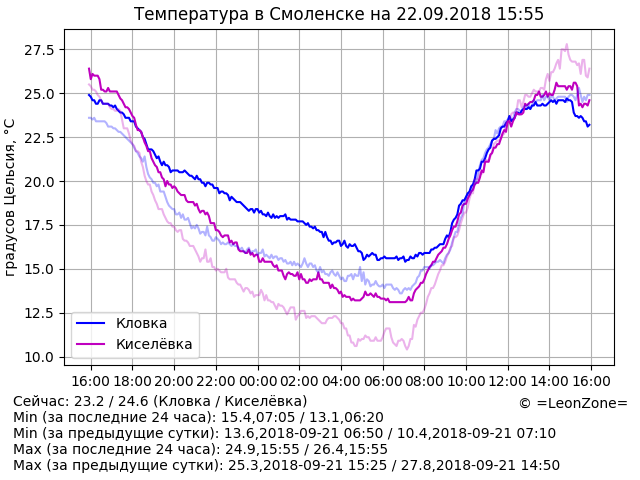 Температура в Смоленске на 22.09.2018 15:55
градусов Цельсия, °C
27.5
25.0
22.5
20.0
17.5
15.0
12.5
10.0
Кловка
Киселёвка
16:00 18:00 20:00 22:00 00:00 02:00 04:00 06:00 08:00 10:00 12:00 14:00 16:00
Сейчас: 23.2 / 24.6 (Кловка / Киселёвка)
© =LeonZone=
Min (за последние 24 часа): 15.4,07:05 / 13.1,06:20
Min (за предыдущие сутки): 13.6,2018-09-21 06:50 / 10.4,2018-09-21 07:10
Max (за последние 24 часа): 24.9,15:55 / 26.4,15:55
Max (за предыдущие сутки): 25.3,2018-09-21 15:25 / 27.8,2018-09-21 14:50